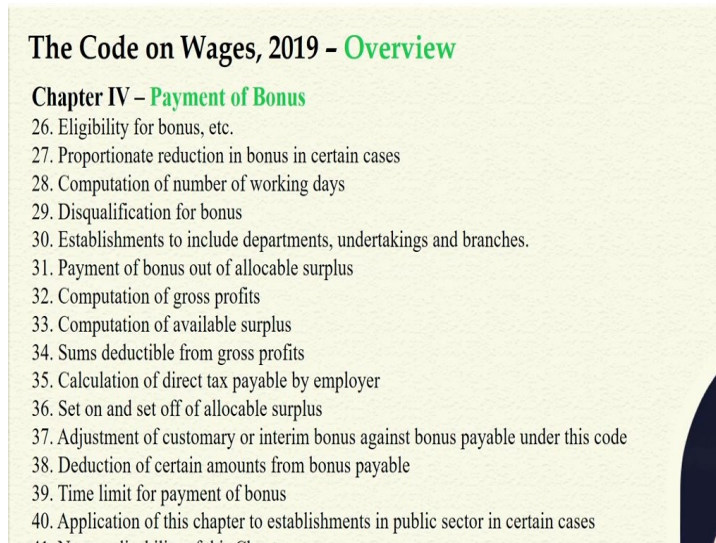 The Code on Wages, 2019 – Overview
Chapter IV – Payment of Bonus
26. Eligibility for bonus, etc.
27. Proportionate reduction in bonus in certain cases
28. Computation of number of working days
29. Disqualification for bonus
30. Establishments to include departments, undertakings and branches.
31. Payment of bonus out of allocable surplus
32. Computation of gross profits
33. Computation of available surplus
34. Sums deductible from gross profits
35. Calculation of direct tax payable by employer
36. Set on and set off of allocable surplus
37. Adjustment of customary or interim bonus against bonus payable under this code
38. Deduction of certain amounts from bonus payable
39. Time limit for payment of bonus
40. Application of this chapter to establishments in public sector in certain cases